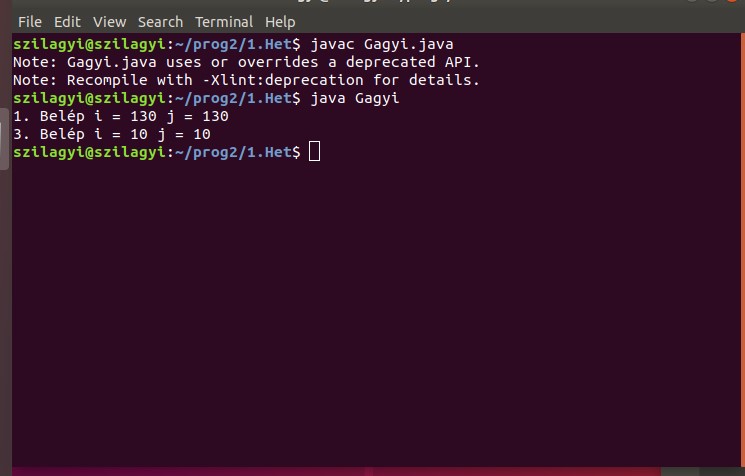 File Edit View Search Terminal Help
szilagyi@szilagyi:~/prog2/1.Het$ javac Gagyi.java
Note: Gagyi.java uses or overrides a deprecated API.
Note: Recompile with -Xlint:deprecation for details.
szilagyi@szilagyi:~/prog2/1.Het$ java Gagyi
1. Belép i = 130 j = 130
3. Belép i = 10 j = 10
szilagyi@szilagyi:~/prog2/1.Het$